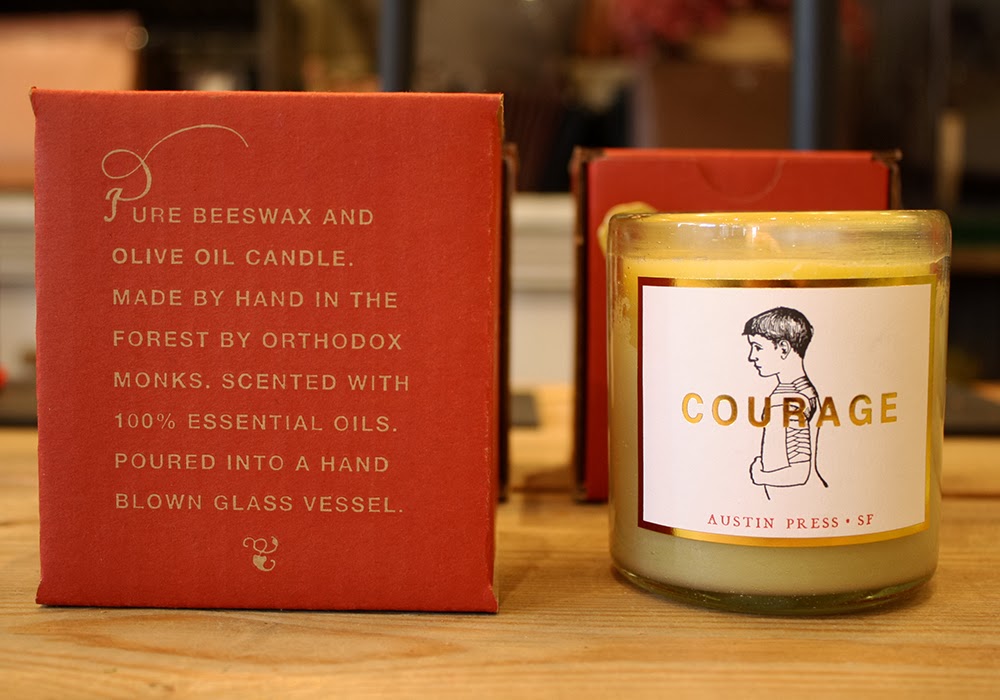 PURE BEESWAX AND
OLIVE OIL CANDLE.
MADE BY HAND IN THE
FOREST BY ORTHODOX
MONKS. SCENTED WITH
100% ESSENTIAL OILS.
POURED INTO A HAND
BLOWN GLASS VESSEL.
COURAGE
AUSTIN PRESS • SF